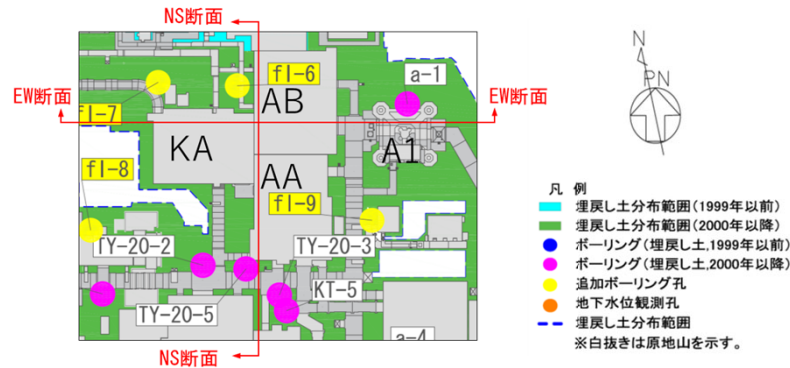 NS断面
EW断面
EW断面
fI-6
a-1
fI-7
AB
KA
A1
fI-8
AA
fI-9
TY-20-2
TY-20-3
TY-20-5
KT-5
a-4
NS断面
N
PN
凡 例
埋戻し土分布範囲(1999年以前)
埋戻し土分布範囲(2000年以降)
ボーリング(埋戻し土,1999年以前)
ボーリング(埋戻し土,2000年以降)
追加ボーリング孔
地下水位観測孔
埋戻し土分布範囲
※白抜きは原地山を示す。